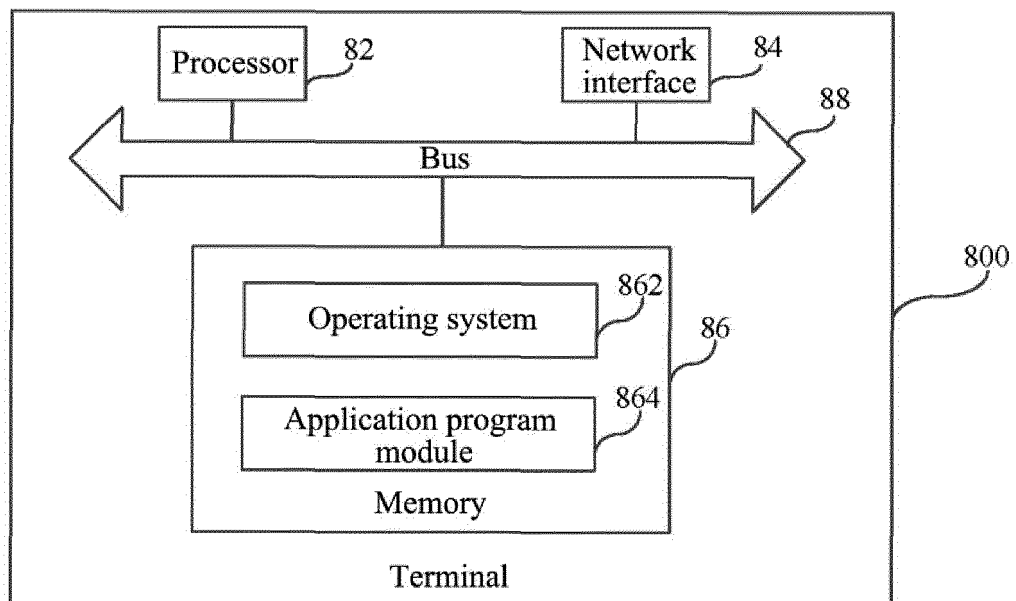 Processor
82
Network
interface
84
88
Bus
800
862
Operating system
86
864
Application program
module
Memory
Terminal